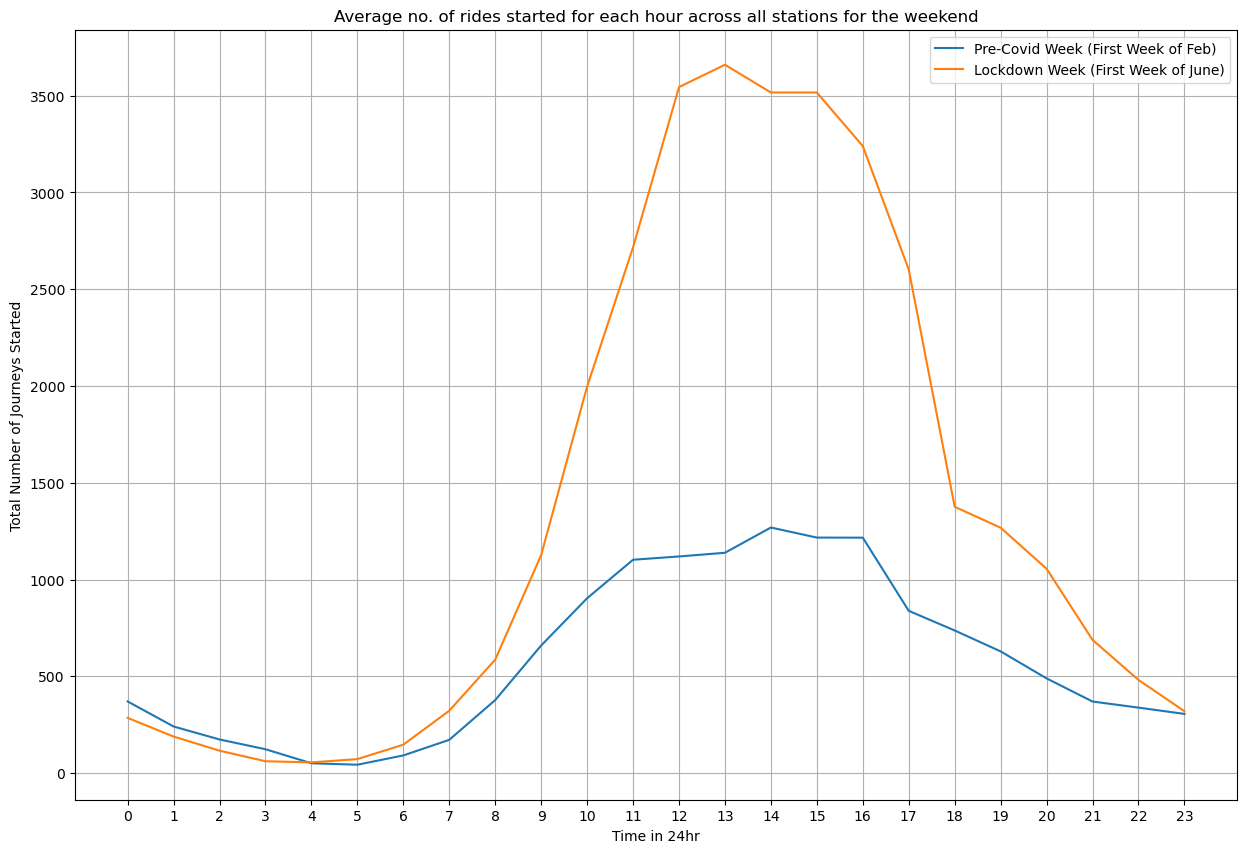 Average no. of rides started for each hour across all stations for the weekend
Pre-Covid Week (First Week of Feb)
Lockdown Week (First Week of June)
Total Number of Journeys Started
3500
3000
2500
2000
1500
1000
500
0
0 1 2 3 4 5 6 7 8 9 10 11 12 13 14 15 16 17 18 19 20 21 22 23
Time in 24hr